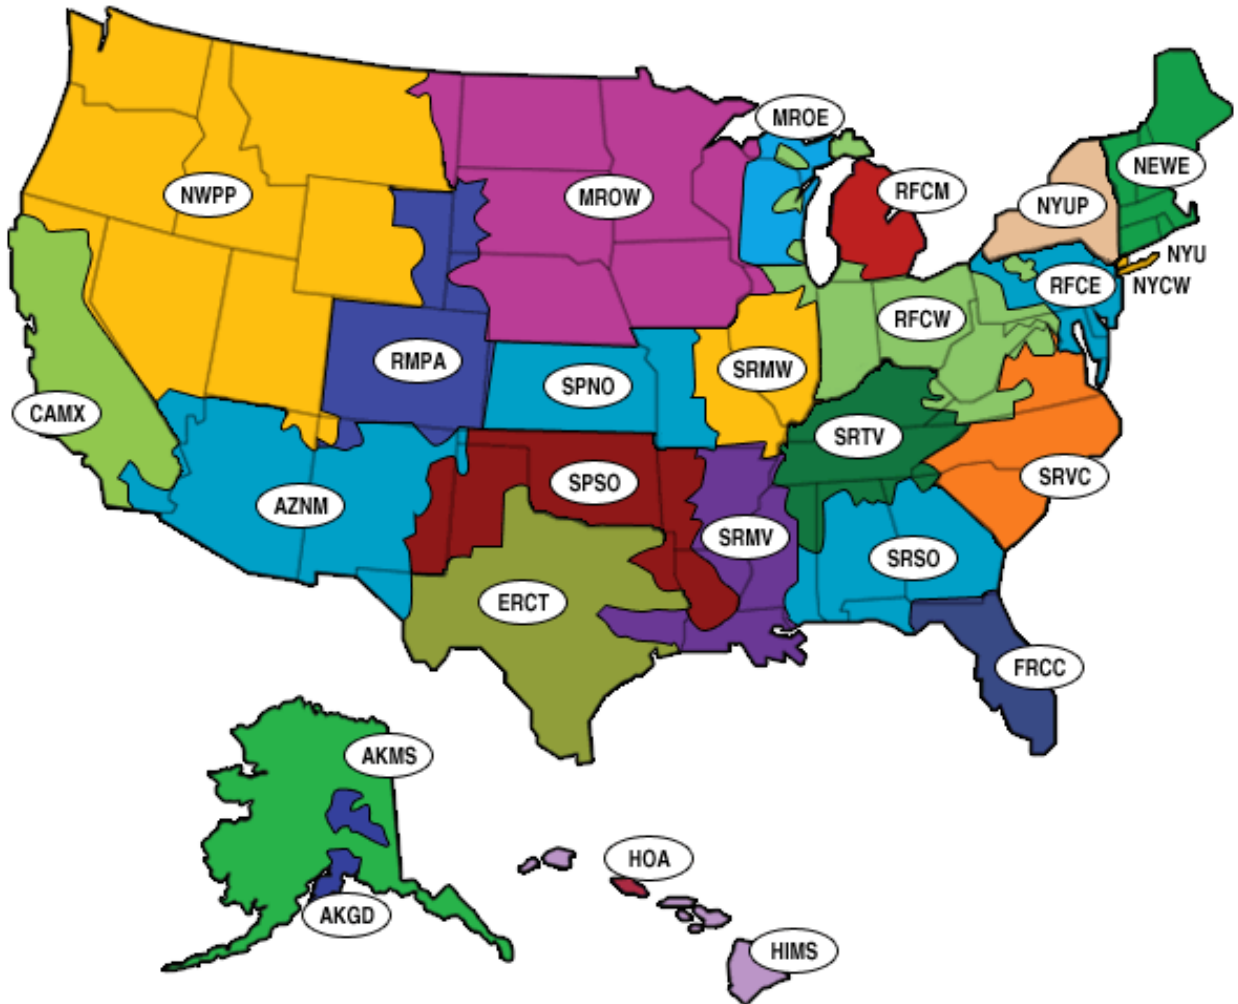 MROE
NEWE
RFCM
NWPP
MROW
NYUP
NYU
RFCE
NYCW
RFCW
RMPA
SRMW
SPNO
CAMX
SRTV
SPSO
SRVC
AZNM
SRMV
SRSO
ERCT
FRCC
AKMS
HOA
AKGD
HIMS